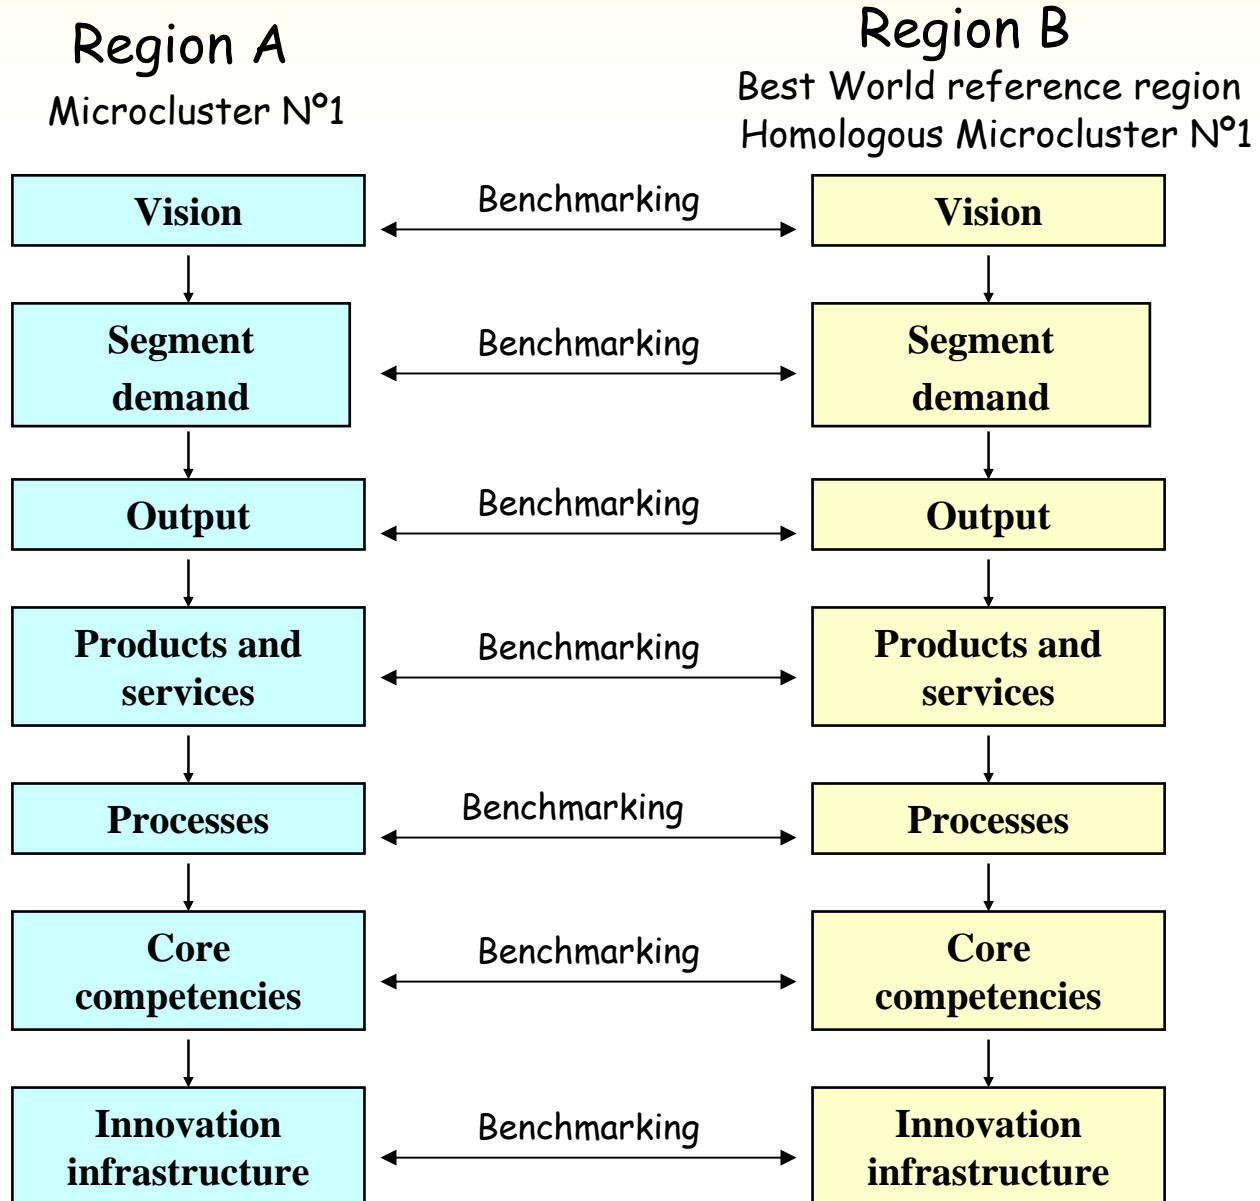 Region A
Microcluster Nº1
Region B
Best World reference region
Homologous Microcluster Nº1
Vision
Benchmarking
Vision
Segment
demand
Benchmarking
Segment
demand
Output
Benchmarking
Output
Products and
services
Benchmarking
Products and
services
Processes
Benchmarking
Processes
Core
competencies
Benchmarking
Core
competencies
Innovation
infrastructure
Benchmarking
Innovation
infrastructure